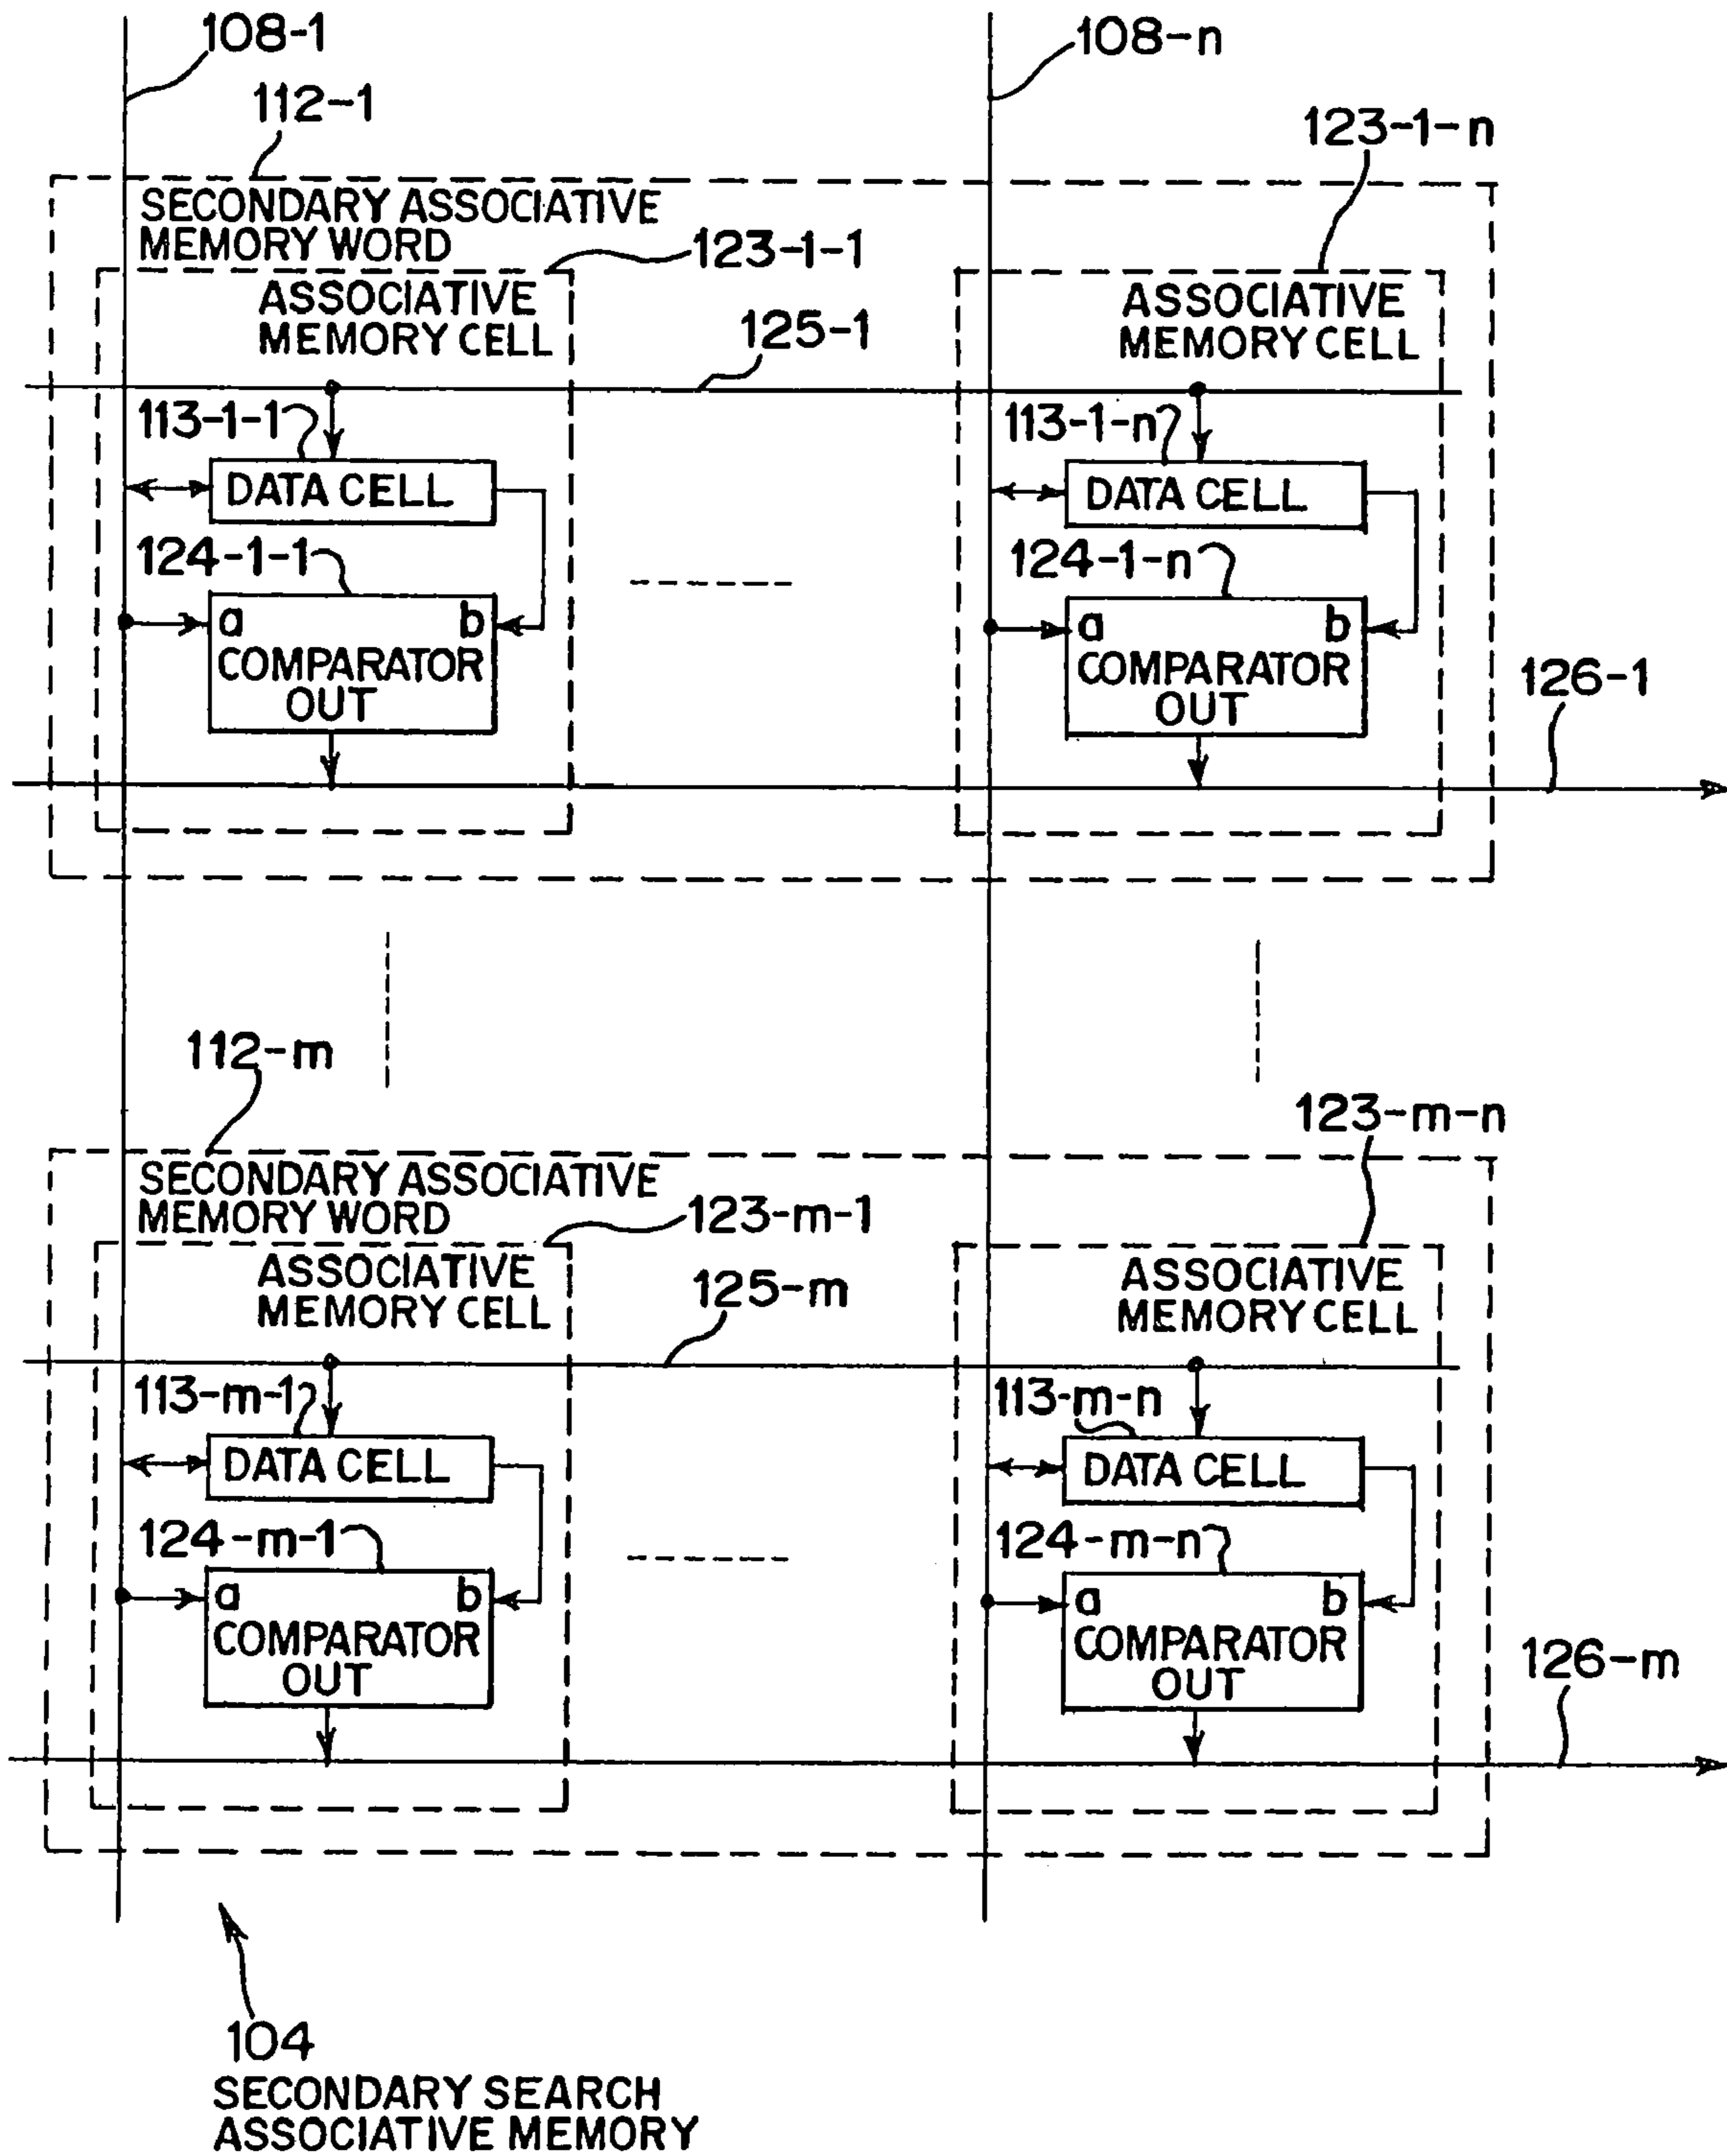 108-1
108-n
112-1
123-1-n
SECONDARY ASSOCIATIVE
MEMORY WORD
123-1-1
ASSOCIATIVE
MEMORY CELL
ASSOCIATIVE
MEMORY CELL
125-1
113-1-1
113-1-n
DATA CELL
DATA CELL
124-1-1
124-1-n
a b
COMPARATOR
OUT
a b
COMPARATOR
OUT
126-1
112-m
123-m-n
SECONDARY ASSOCIATIVE
MEMORY WORD
123-m-1
ASSOCIATIVE
MEMORY CELL
ASSOCIATIVE
MEMORY CELL
125-m
113-m-1
113-m-n
DATA CELL
DATA CELL
124-m-1
124-m-n
a b
COMPARATOR
OUT
a b
COMPARATOR
OUT
126-m
104
SECONDARY SEARCH
ASSOCIATIVE MEMORY